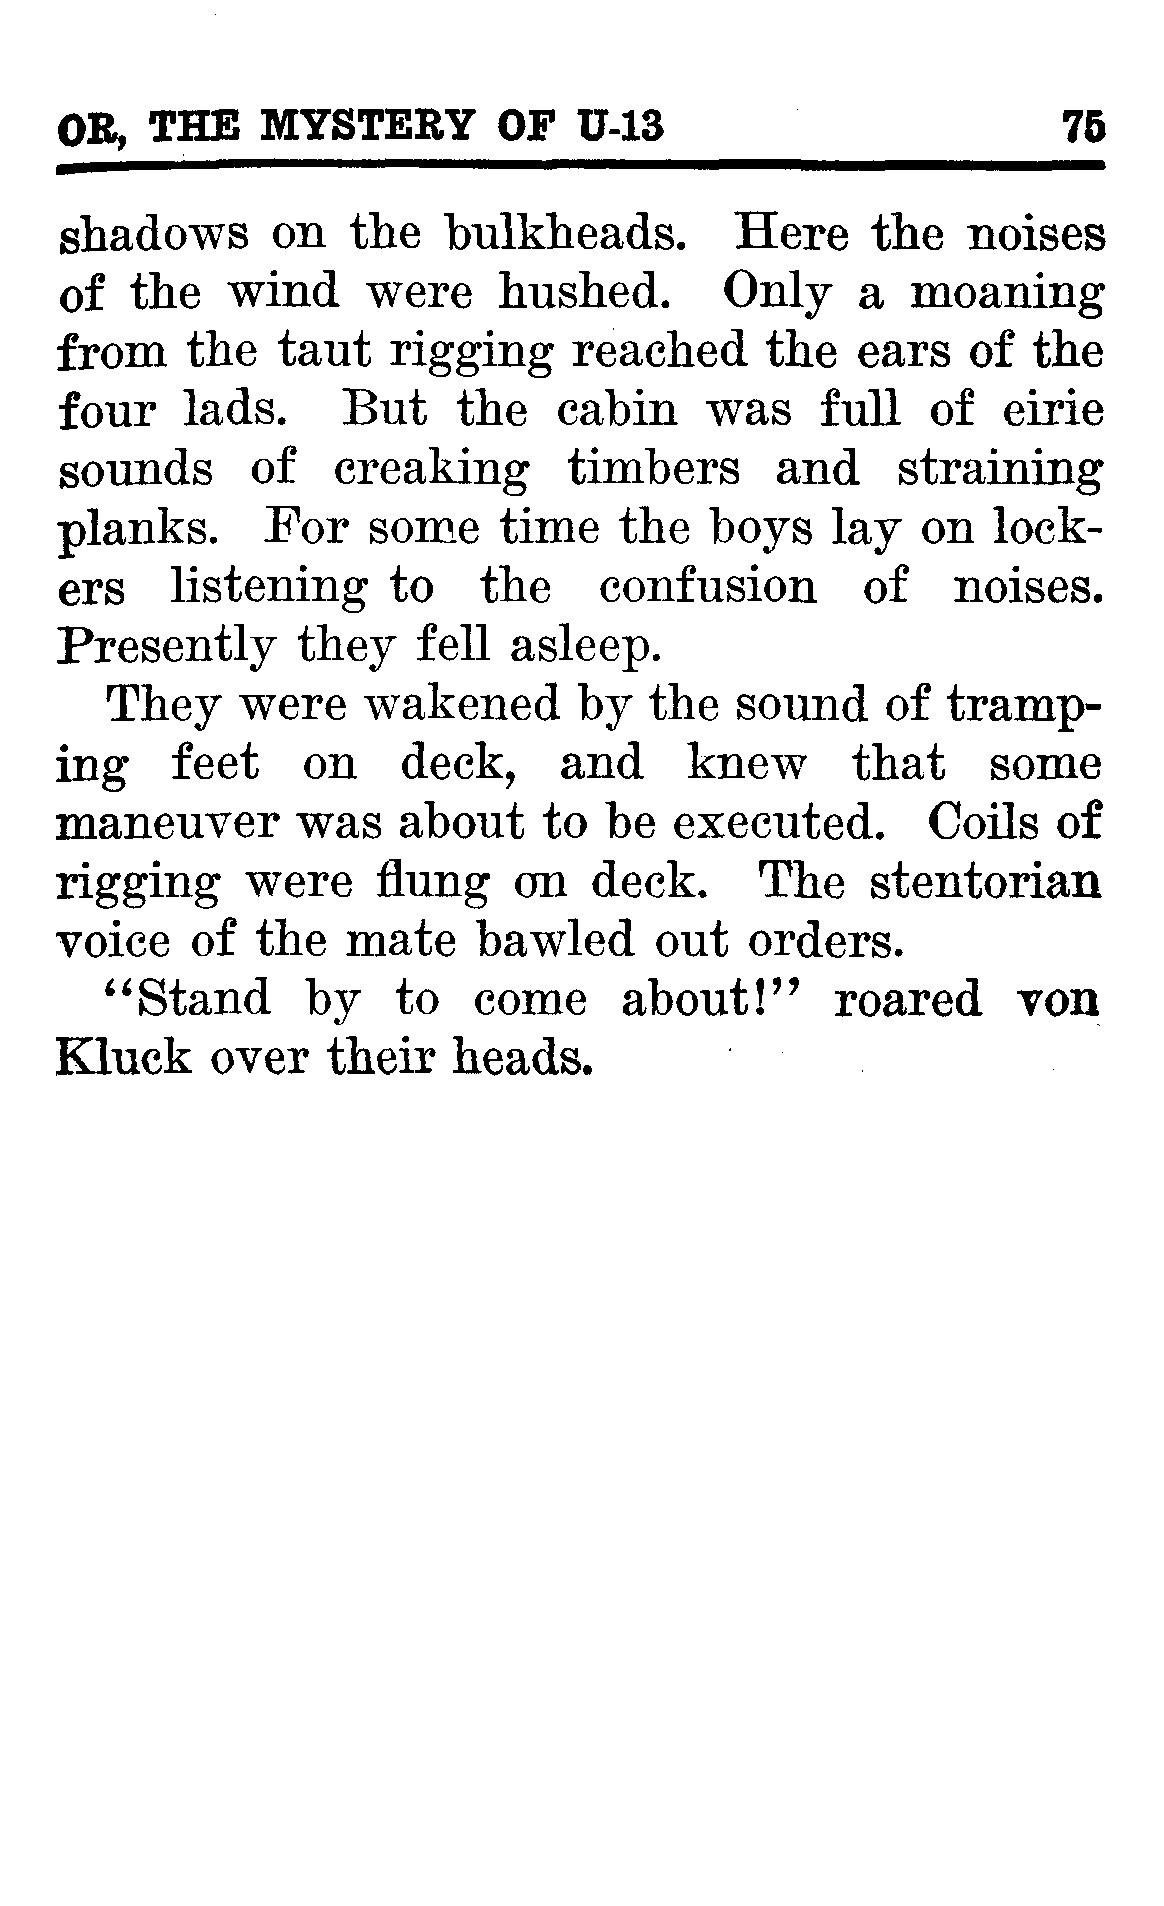 OR, THE MYSTERY OF U-13 75
shadows on the bulkheads. Here the noises
of the wind were hushed. Only a moaning
from the taut rigging reached the ears of the
four lads. But the cabin was full of eirie
sounds of creaking timbers and straining
planks. For some time the boys lay on lock-
ers listening to the confusion of noises.
Presently they fell asleep.
They were wakened by the sound of tramp-
ing feet on deck, and knew that some
maneuver was about to be executed. Coils of
rigging were flung on deck. The stentorian
voice of the mate bawled out orders.
"Stand by to come about!" roared von
Kluck over their heads.